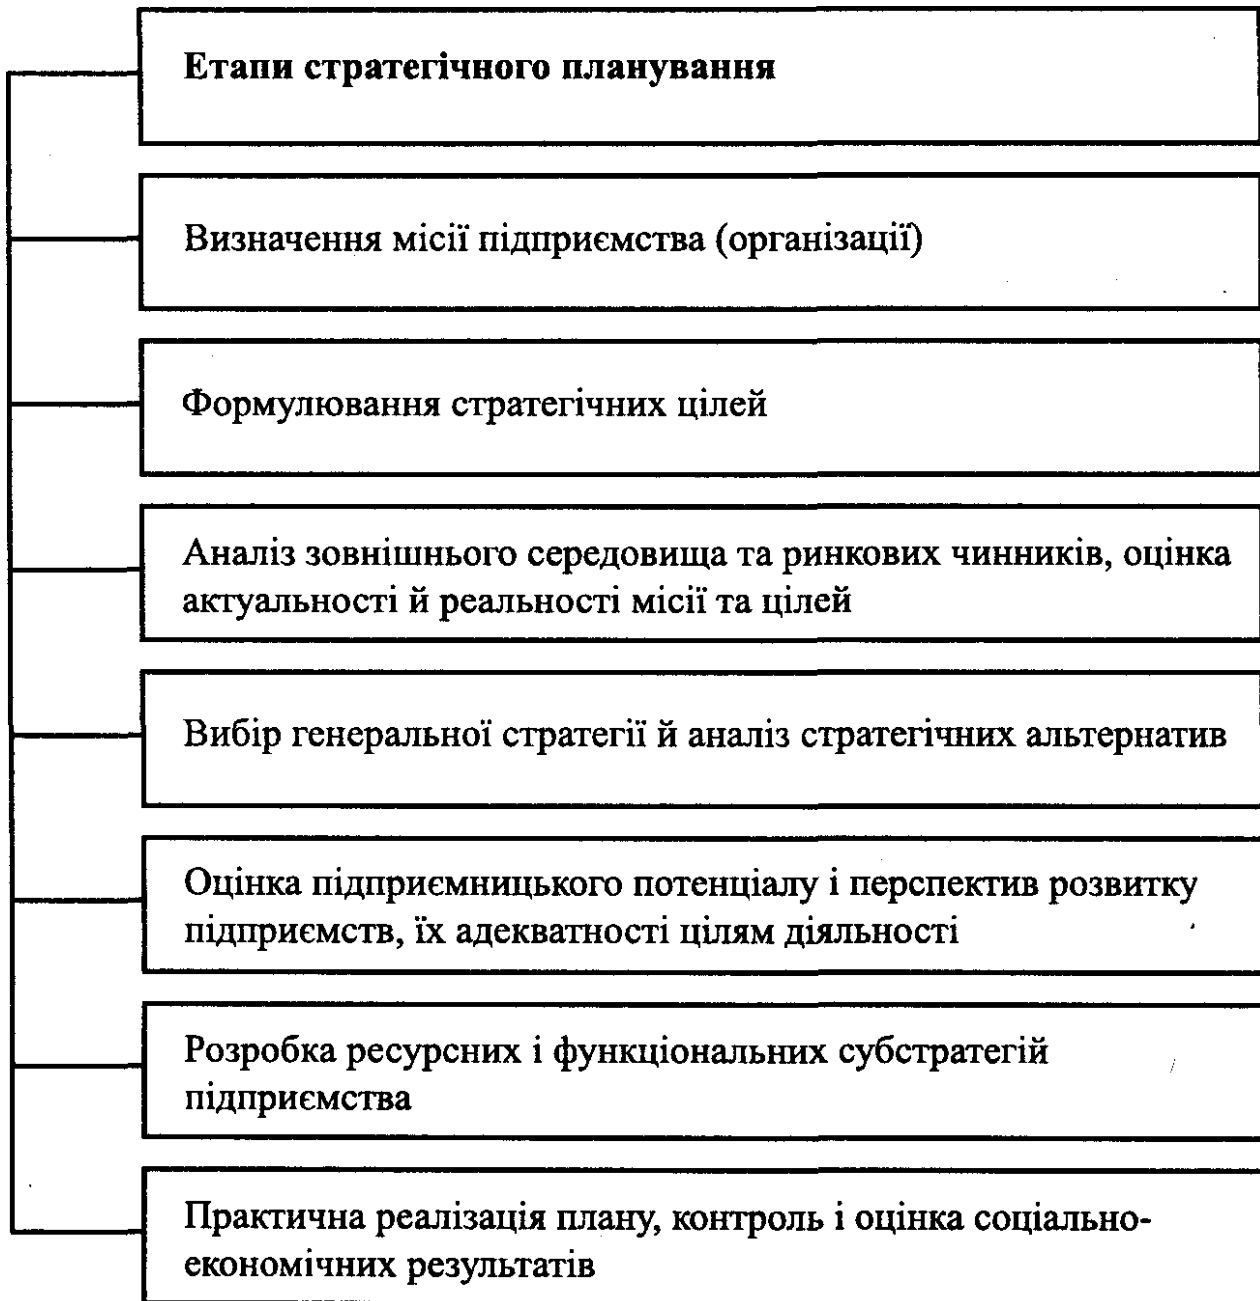 Етапи стратегічного планування
Визначення місії підприємства (організації)
Формулювання стратегічних цілей
Аналіз зовнішнього середовища та ринкових чинників, оцінка
актуальності й реальності місії та цілей
Вибір генеральної стратегії й аналіз стратегічних альтернатив
Оцінка підприємницького потенціалу і перспектив розвитку
підприємств, їх адекватності цілям діяльності
Розробка ресурсних і функціональних субстратегій
підприємства
Практична реалізація плану, контроль і оцінка соціально-
економічних результатів